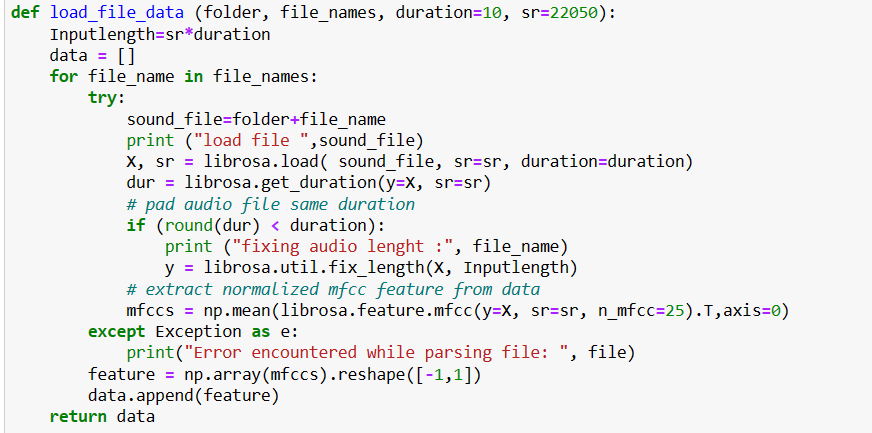 def load_file_data (folder, file_names, duration=10, sr=22050):
    Inputlength=sr*duration
    data = []
    for file_name in file_names:
        try:
            sound_file=folder+file_name
            print ("load file ",sound_file)
            X, sr = librosa.load( sound_file, sr=sr, duration=duration)
            dur = librosa.get_duration(y=X, sr=sr)
            # pad audio file same duration
            if (round(dur) < duration):
                print ("fixing audio lenght :", file_name)
                y = librosa.util.fix_length(X, Inputlength)
            # extract normalized mfcc feature from data
            mfccs = np.mean(librosa.feature.mfcc(y=X, sr=sr, n_mfcc=25).T,axis=0)
        except Exception as e:
            print("Error encountered while parsing file: ", file)
        feature = np.array(mfccs).reshape([-1,1])
        data.append(feature)
    return data